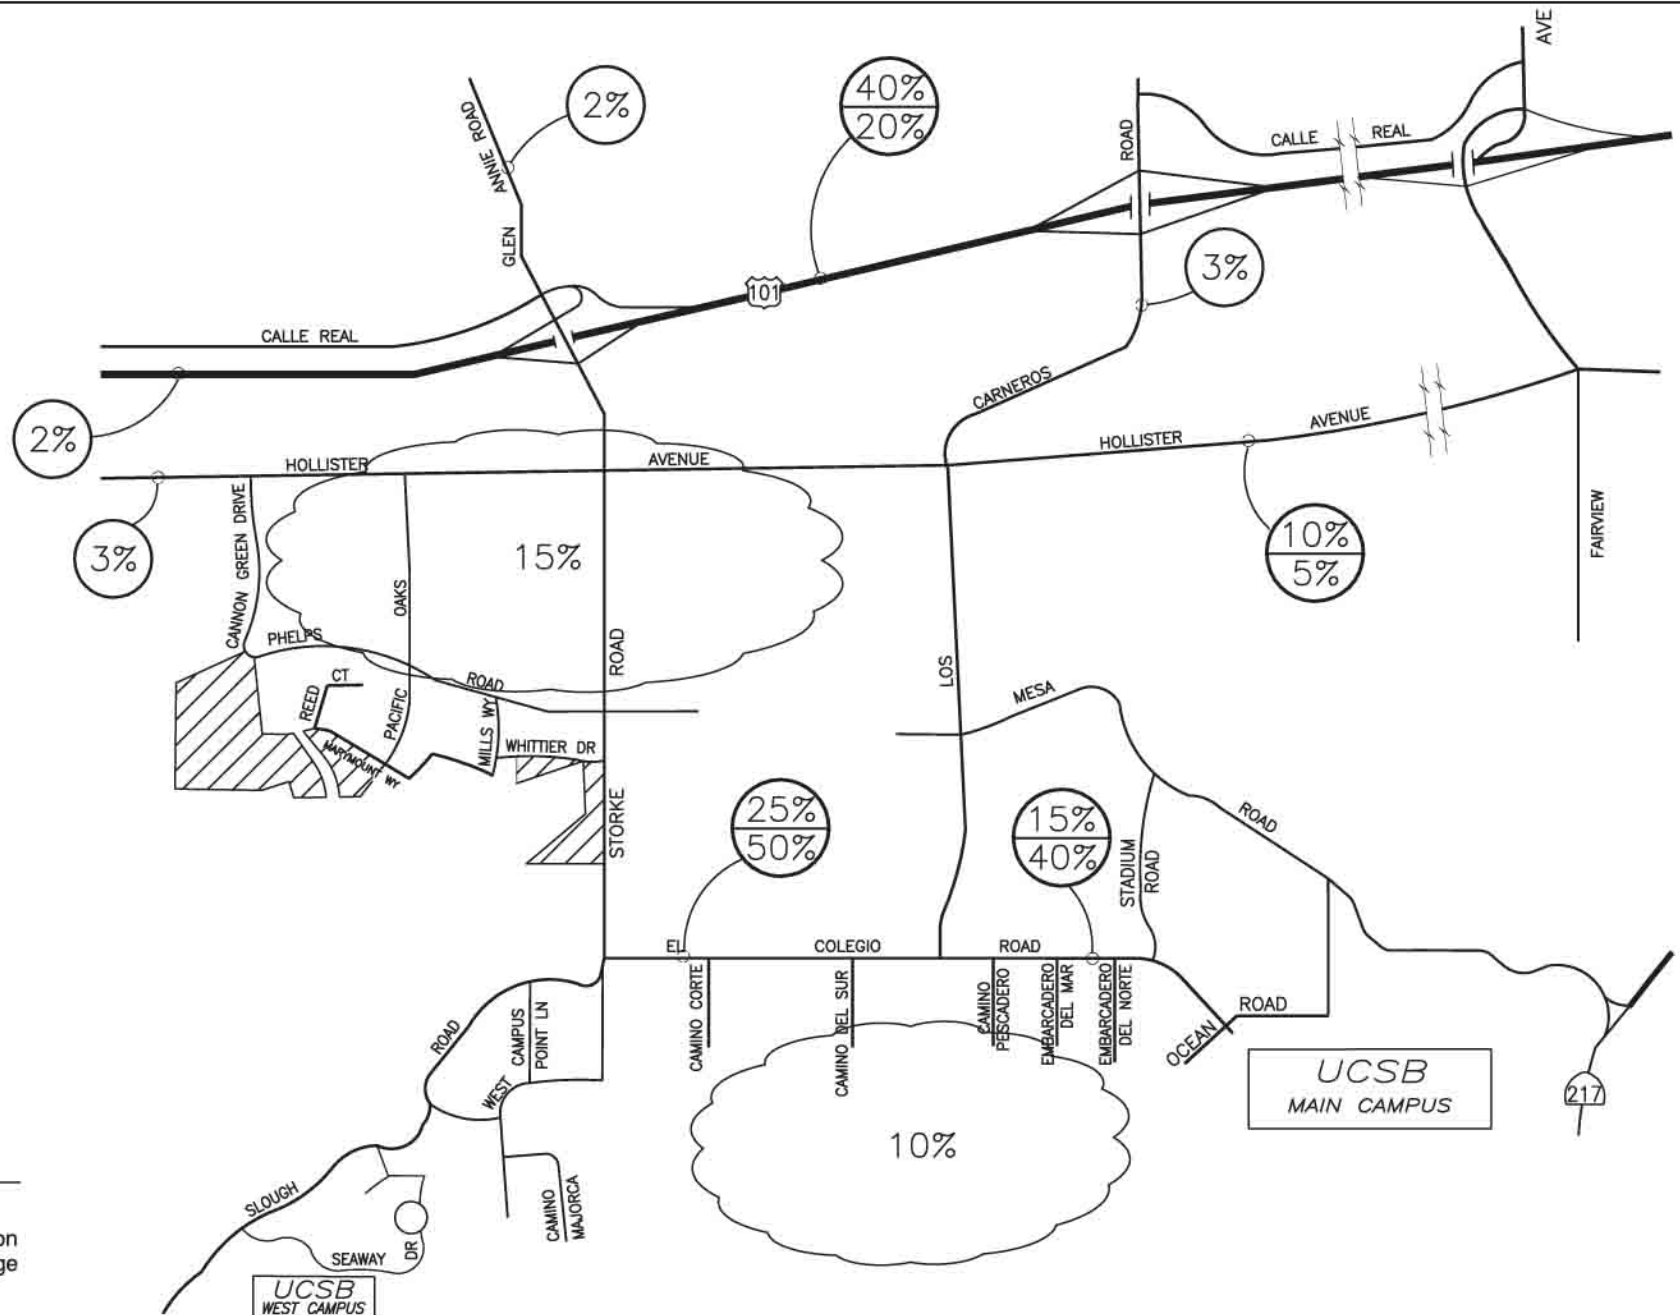 AVE
2%
40%
20%
ANNIE ROAD
ROAD
CALLE REAL
GLEN
3%
101
CALLE REAL
CARNEROS
2%
HOLLISTER AVENUE
HOLLISTER AVENUE
3%
10%
5%
CANNON GREEN DRIVE
15%
OAKS
FAIRVIEW
PHELPS ROAD
ROAD
LOS
MESA
CT
REED
PACIFIC
MILLS WY
WHITTIER DR
MARYMOUNT WY
25%
50%
15%
40%
STORKE
STADIUM
ROAD
ROAD
EL COLEGIO ROAD
CAMINO CORTE
CAMINO DEL SUR
CAMINO
PESCADERO
EMBARCADERO
DEL MAR
EMBARCADERO
DEL NORTE
OCEAN ROAD
ROAD
WEST CAMPUS
POINT LN
UCSB
MAIN CAMPUS
217
10%
SLOUGH
CAMINO
MAJORCA
SEAWAY DR
on
ge
UCSB
WEST CAMPUS